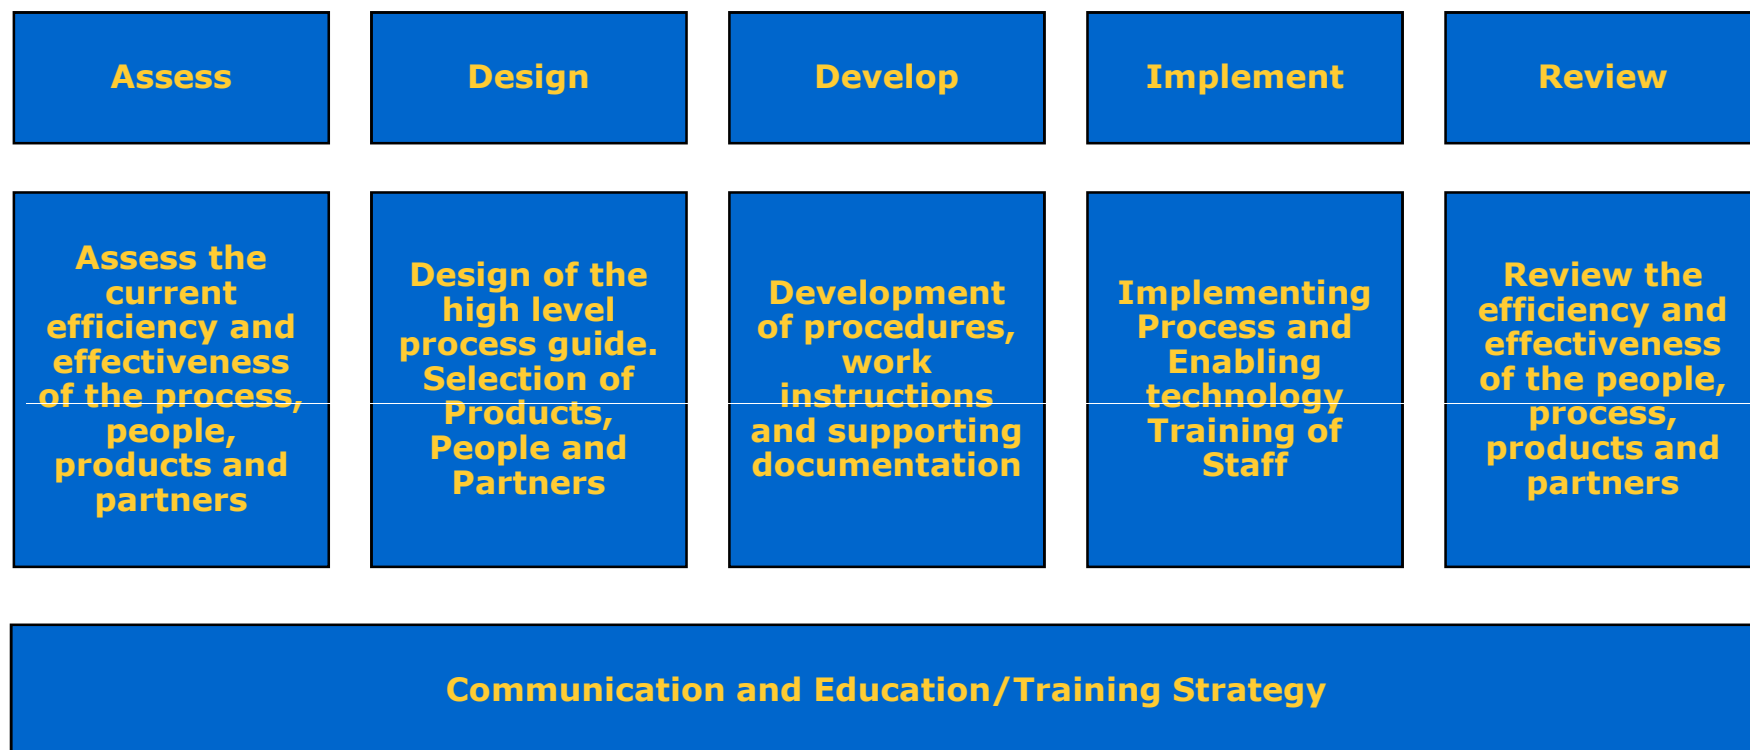 Assess
Design
Develop
Implement
Review
Assess the
current
efficiency and
effectiveness
of the process,
people,
products and
partners
Design of the
high level
process guide.
Selection of
Products,
People and
Partners
Development
of procedures,
work
instructions
and supporting
documentation
Implementing
Process and
Enabling
technology
Training of
Staff
Review the
efficiency and
effectiveness
of the people,
process,
products and
partners
Communication and Education/Training Strategy